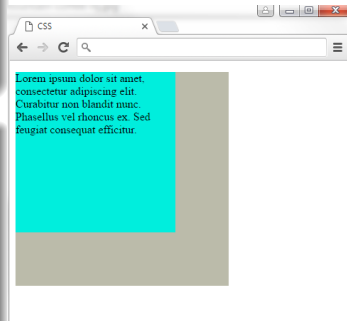 CSS
Lorem ipsum dolor sit amet,
consectetur adipiscing elit.
Curabitur non blandit nunc.
Phasellus vel rhoncus ex. Sed
feugiat consequat efficitur.